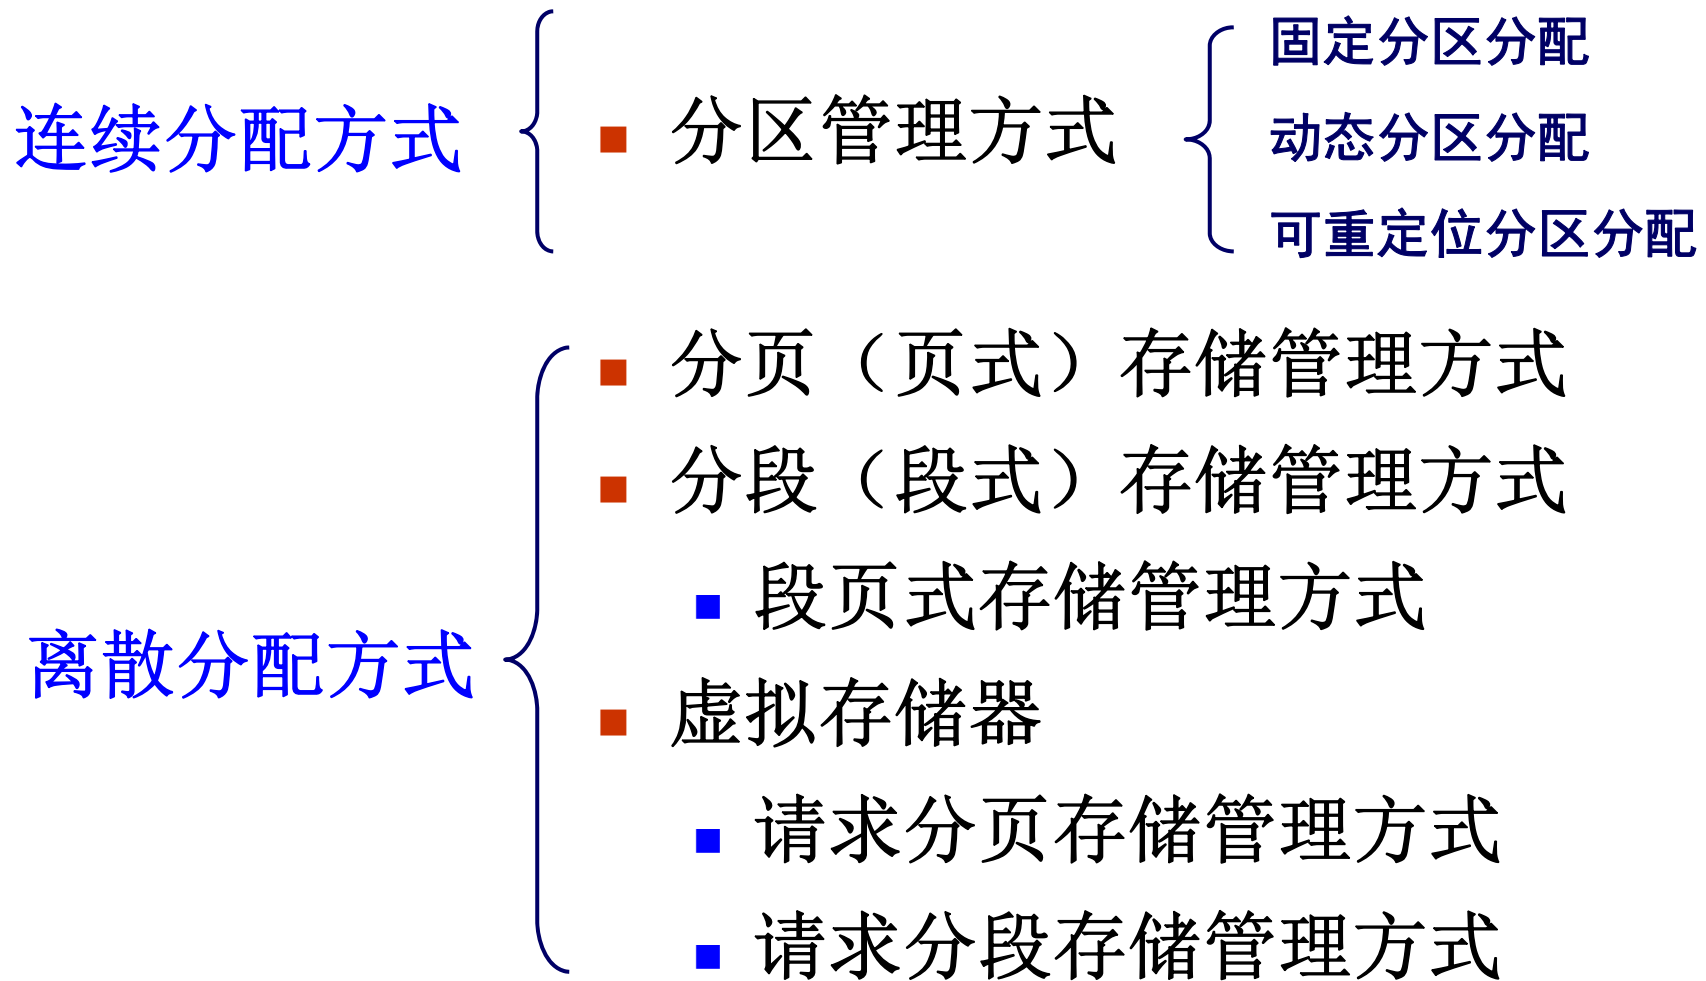 连续分配方式
分区管理方式
固定分区分配
动态分区分配
可重定位分区分配
离散分配方式
分页（页式）存储管理方式
分段（段式）存储管理方式
段页式存储管理方式
虚拟存储器
请求分页存储管理方式
请求分段存储管理方式